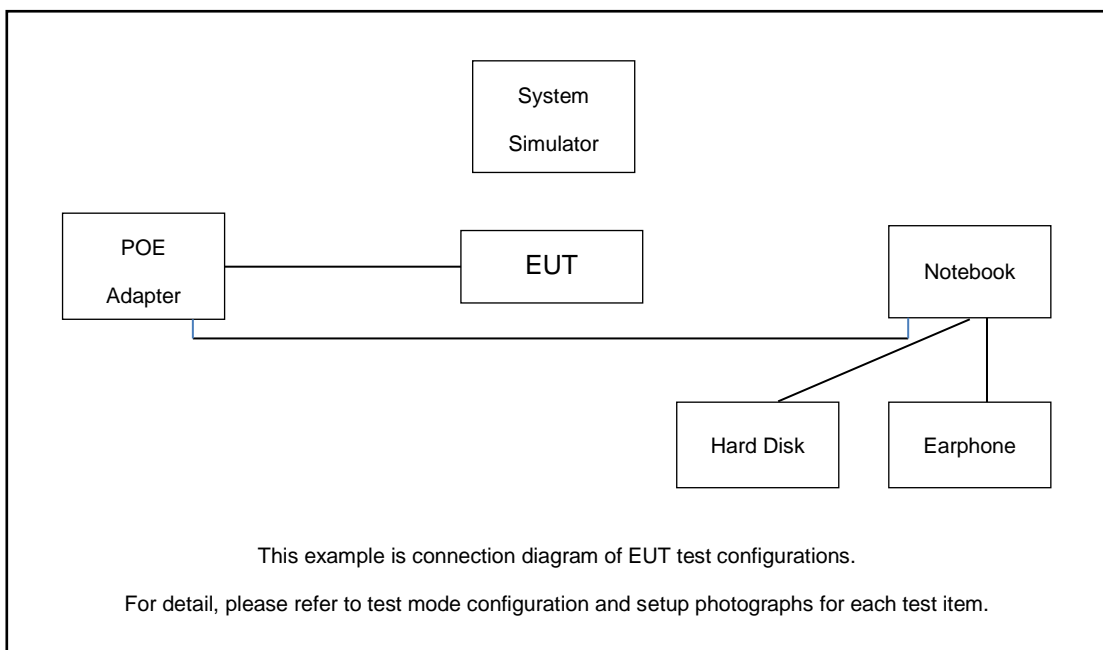 System
Simulator
POE
Adapter
EUT
Notebook
Hard Disk
Earphone
This example is connection diagram of EUT test configurations.
For detail, please refer to test mode configuration and setup photographs for each test item.